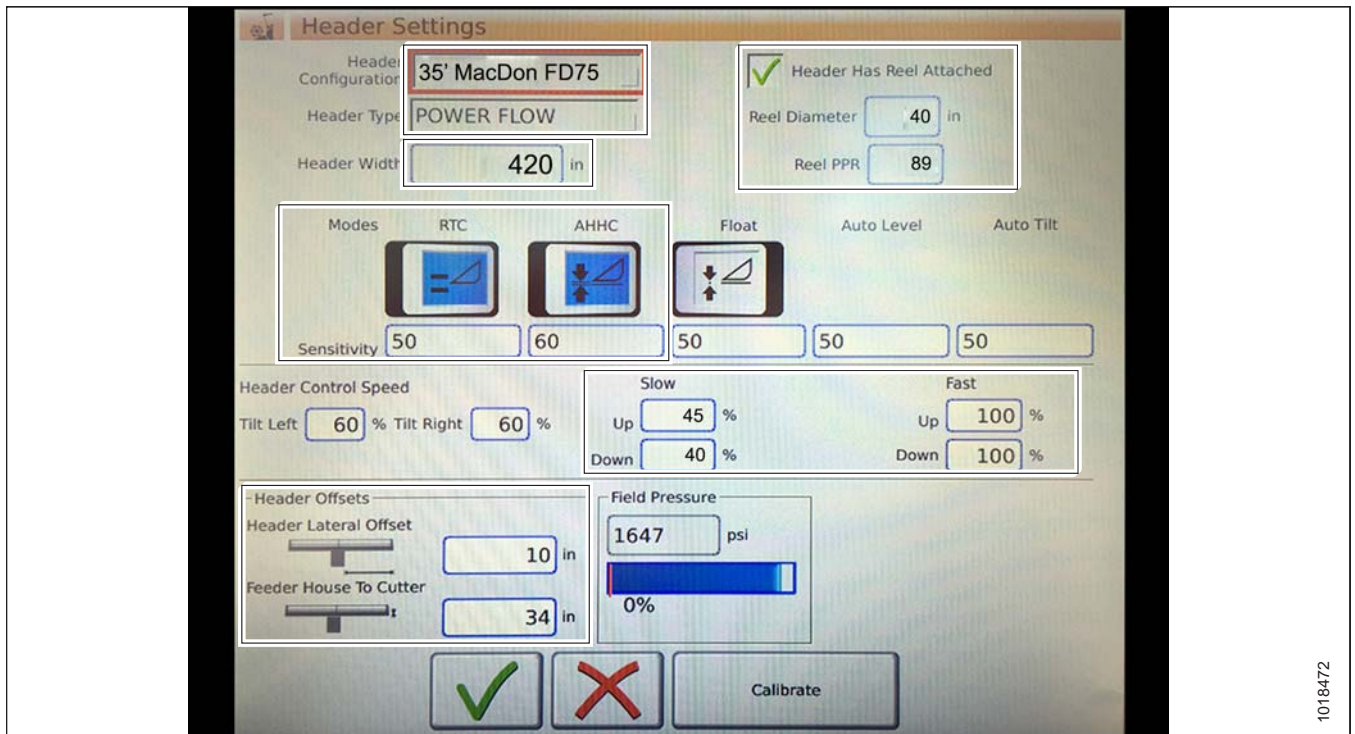 Header Settings
Header Configuration 35' MacDon FD75
Header Has Reel Attached
Header Type POWER FLOW
Reel Diameter 40 in
Header Width 420 in
Reel PPR 89
Modes RTC AHHC Float Auto Level Auto Tilt
Sensitivity 50 60 50 50 50
Header Control Speed
Slow Fast
Tilt Left 60 % Tilt Right 60 %
Up 45 % Up 100 %
Down 40 % Down 100 %
Header Offsets
Field Pressure
Header Lateral Offset
10 in
1647 psi
Feeder House To Cutter
34 in
0%
Calibrate
1018472